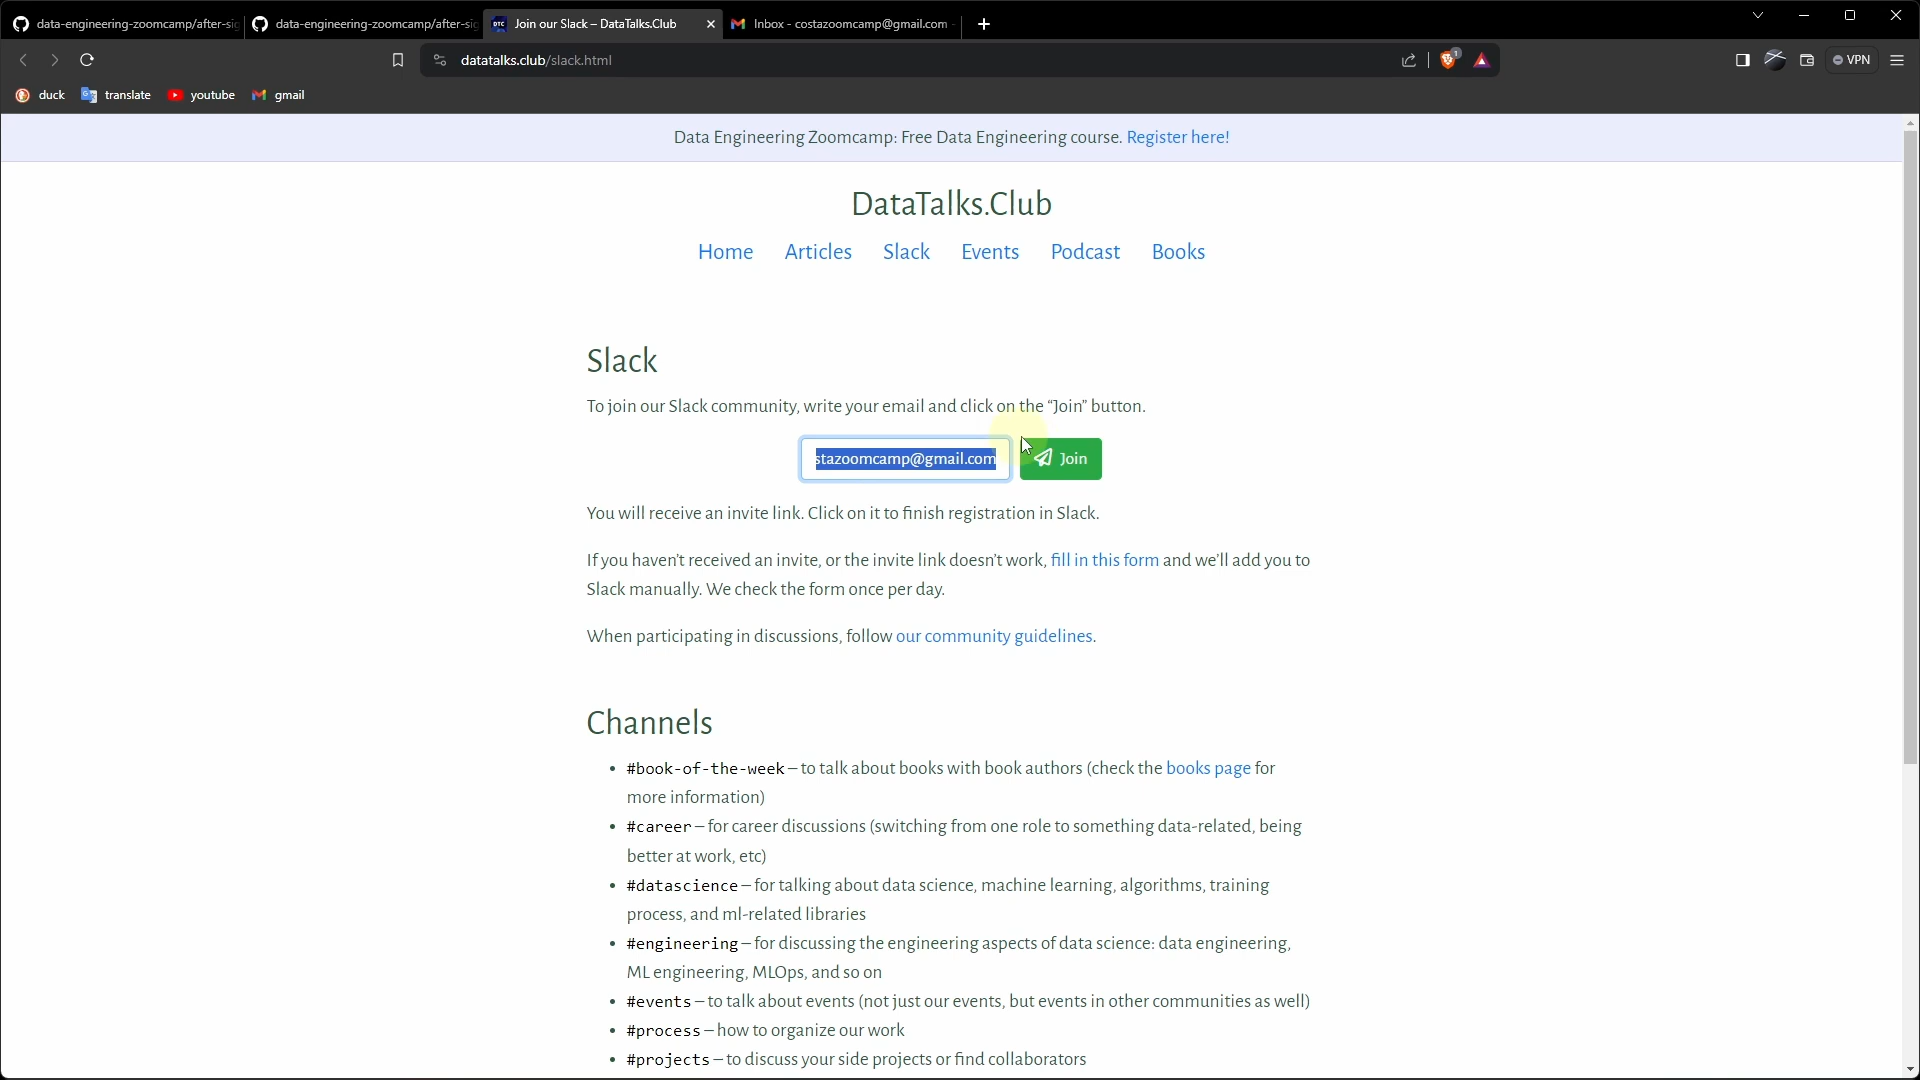 data-engineering-zoomcamp/after-sig
data-engineering-zoomcamp/after-sig
DTC
Join our Slack – DataTalks.Club
Inbox - costazoomcamp@gmail.com -
datatalks.club/slack.html
1
VPN
duck
translate
youtube
gmail
Data Engineering Zoomcamp: Free Data Engineering course. Register here!
DataTalks.Club
Home
Articles
Slack
Events
Podcast
Books
Slack
To join our Slack community, write your email and click on the “Join” button.
stazoomcamp@gmail.com
Join
You will receive an invite link. Click on it to finish registration in Slack.
If you haven’t received an invite, or the invite link doesn’t work, fill in this form and we’ll add you to
Slack manually. We check the form once per day.
When participating in discussions, follow our community guidelines.
Channels
• #book-of-the-week – to talk about books with book authors (check the books page for
more information)
• #career – for career discussions (switching from one role to something data-related, being
better at work, etc)
• #datascience – for talking about data science, machine learning, algorithms, training
process, and ml-related libraries
• #engineering – for discussing the engineering aspects of data science: data engineering,
ML engineering, MLOps, and so on
• #events – to talk about events (not just our events, but events in other communities as well)
• #process – how to organize our work
• #projects – to discuss your side projects or find collaborators